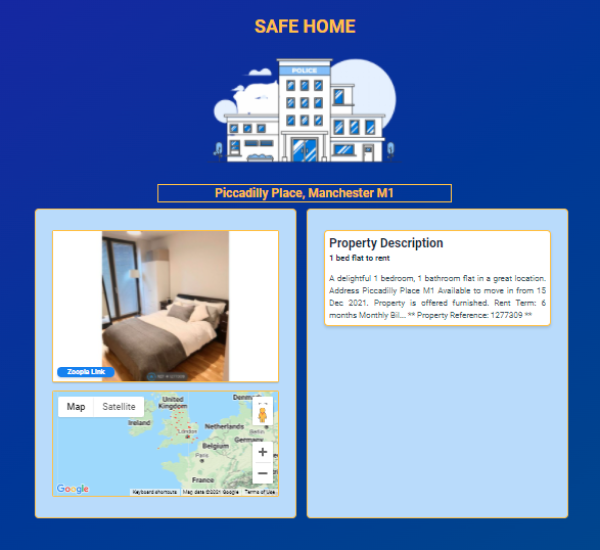 SAFE HOME
POLICE
Piccadilly Place, Manchester M1
Zoopla Link
Map Satellite
United
Kingdom
Ireland
London
Netherlands
Berlin
Belgium
Germany
Paris
France
Google
Keyboard shortcuts Map data ©2021 Google Terms of Use
Property Description
1 bed flat to rent
A delightful 1 bedroom, 1 bathroom flat in a great location.
Address Piccadilly Place M1 Available to move in from 15
Dec 2021. Property is offered furnished. Rent Term: 6
months Monthly Bil... ** Property Reference: 1277309 **